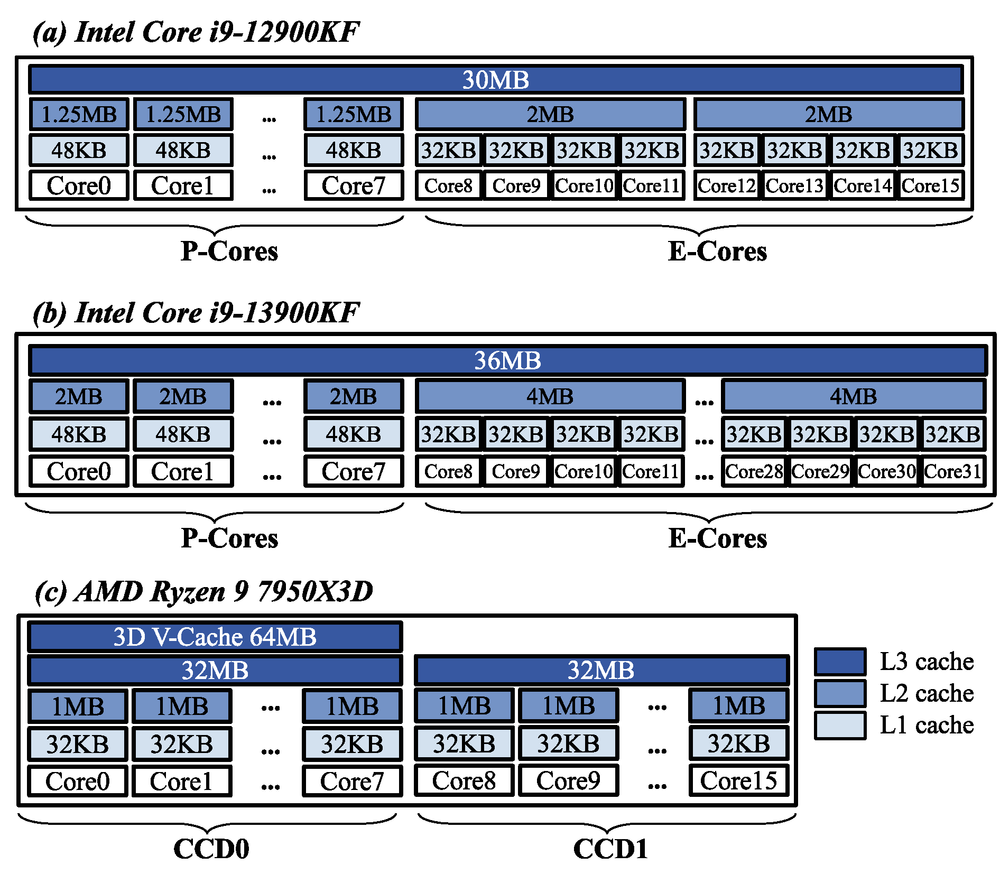 (a) Intel Core i9-12900KF
30MB
1.25MB 1.25MB ... 1.25MB 2MB 2MB
48KB 48KB ... 48KB 32KB 32KB 32KB 32KB 32KB 32KB 32KB 32KB
Core0 Core1 ... Core7 Core8 Core9 Core10 Core11 Core12 Core13 Core14 Core15
P-Cores E-Cores
(b) Intel Core i9-13900KF
36MB
2MB 2MB ... 2MB 4MB ... 4MB
48KB 48KB ... 48KB 32KB 32KB 32KB 32KB ... 32KB 32KB 32KB 32KB
Core0 Core1 ... Core7 Core8 Core9 Core10 Core11 ... Core28 Core29 Core30 Core31
P-Cores E-Cores
(c) AMD Ryzen 9 7950X3D
3D V-Cache 64MB
32MB 32MB
1MB 1MB ... 1MB 1MB 1MB ... 1MB
32KB 32KB ... 32KB 32KB 32KB ... 32KB
Core0 Core1 ... Core7 Core8 Core9 ... Core15
CCD0 CCD1
L3 cache
L2 cache
L1 cache